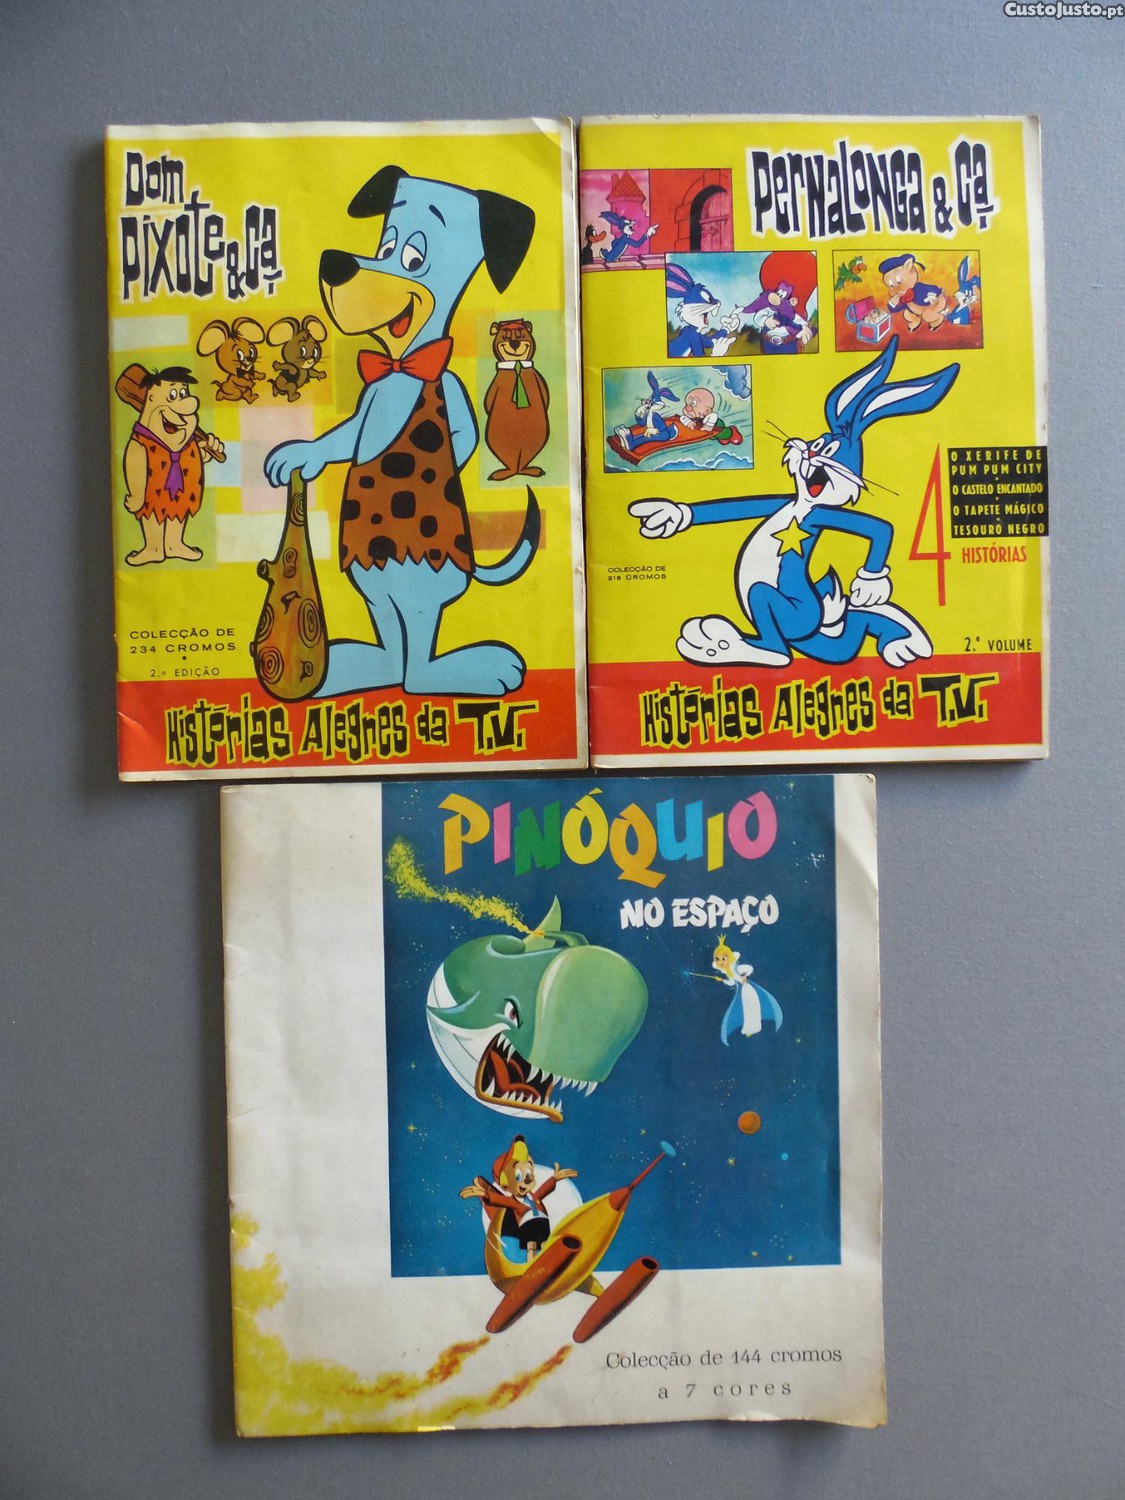 CustoJusto.pt
Dom
Pixote & Ca
Colecção de
234 cromos
2.a Edição
Histórias Alegres da T.V.
Pernalonga & Ca
4
O Xerife de
Pum Pum City
O Castelo Encantado
O Tapete Mágico
Tesouro Negro
Histórias
Colecção de
216 cromos
2.º Volume
Histórias Alegres da T.V.
Pinóquio
no espaço
Colecção de 144 cromos
a 7 cores